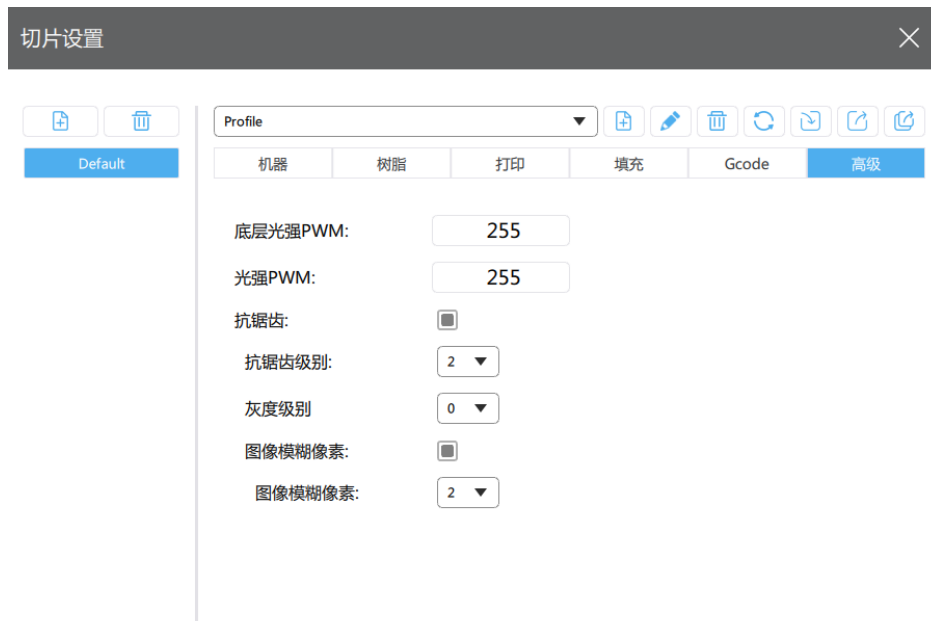 切片设置
Profile
Default
机器 树脂 打印 填充 Gcode 高级
底层光强PWM: 255
光强PWM: 255
抗锯齿:
抗锯齿级别: 2
灰度级别 0
图像模糊像素:
图像模糊像素: 2